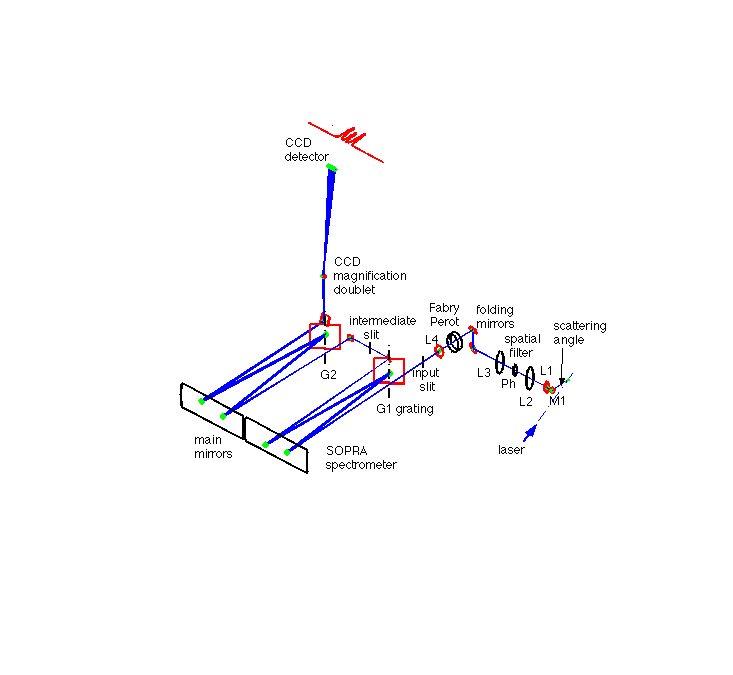 CCD
detector
CCD
magnification
doublet
intermediate
slit
Fabry
Perot
folding
mirrors
scattering
angle
spatial
filter
L4
L3
Ph
L1
L2
M1
input
slit
G2
G1 grating
main
mirrors
SOPRA
spectrometer
laser